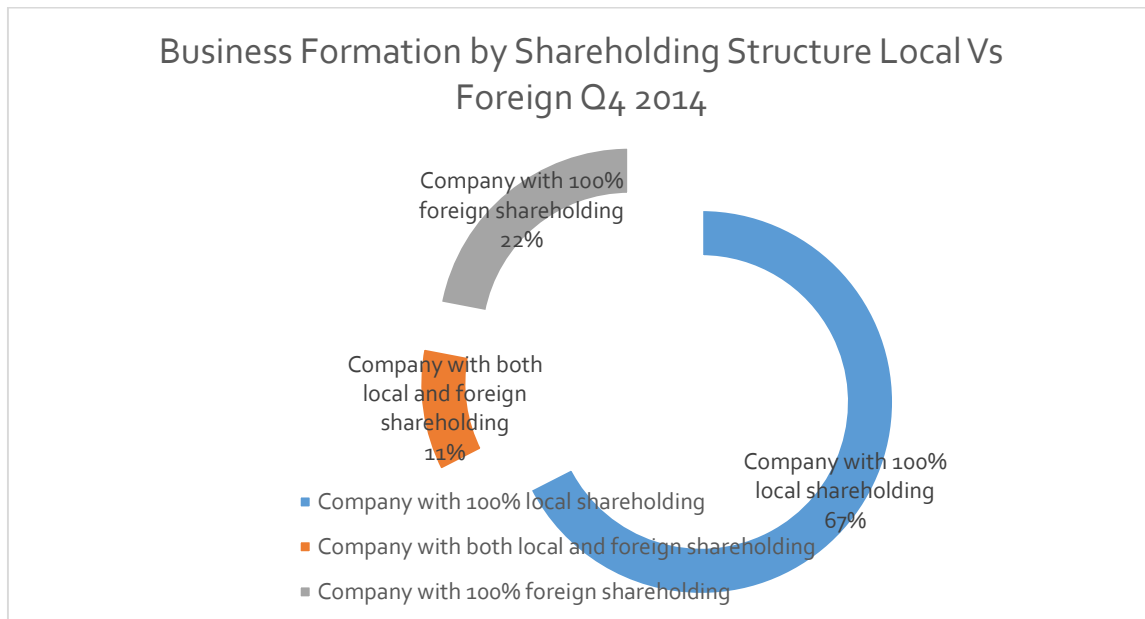 Business Formation by Shareholding Structure Local Vs
Foreign Q4 2014
Company with 100%
foreign shareholding
22%
Company with both
local and foreign
shareholding
11%
Company with 100%
local shareholding
67%
Company with 100% local shareholding
Company with both local and foreign shareholding
Company with 100% foreign shareholding